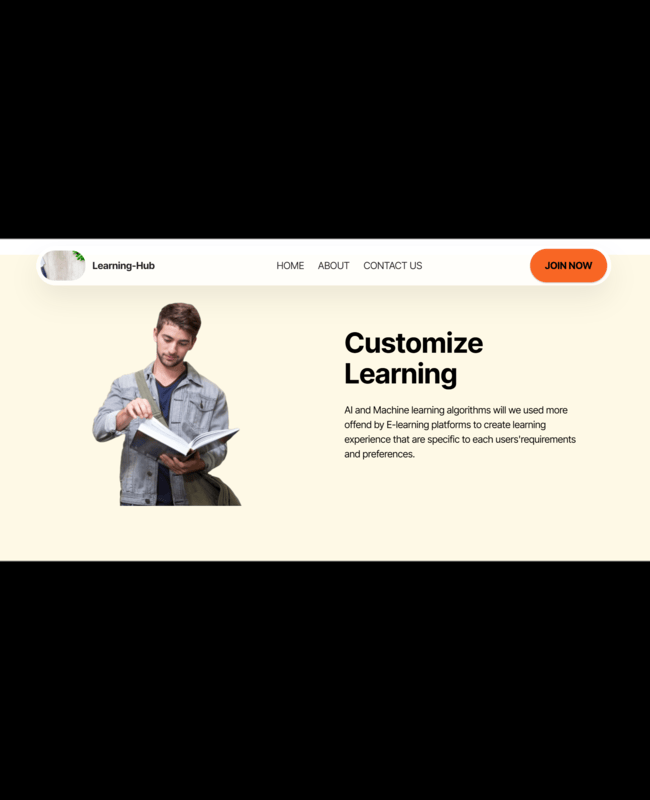 Learning-Hub
HOME ABOUT CONTACT US
JOIN NOW
Customize
Learning
AI and Machine learning algorithms will we used more
offend by E-learning platforms to create learning
experience that are specific to each users'requirements
and preferences.